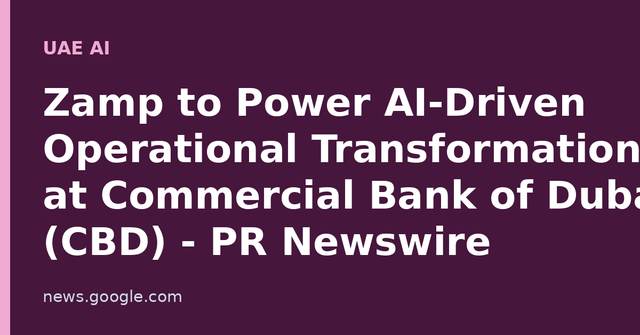 UAE AI
Zamp to Power AI-Driven
Operational Transformation
at Commercial Bank of Duba
(CBD) - PR Newswire
news.google.com